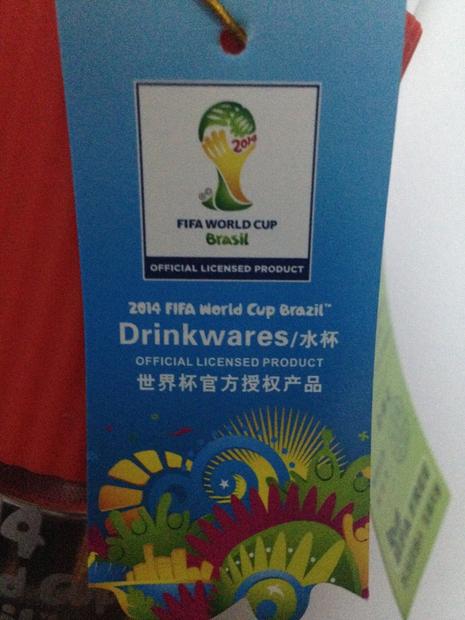 2014
FIFA WORLD CUP
Brasil
OFFICIAL LICENSED PRODUCT
2014 FIFA World Cup Brazil™
Drinkwares/水杯
OFFICIAL LICENSED PRODUCT
世界杯官方授权产品